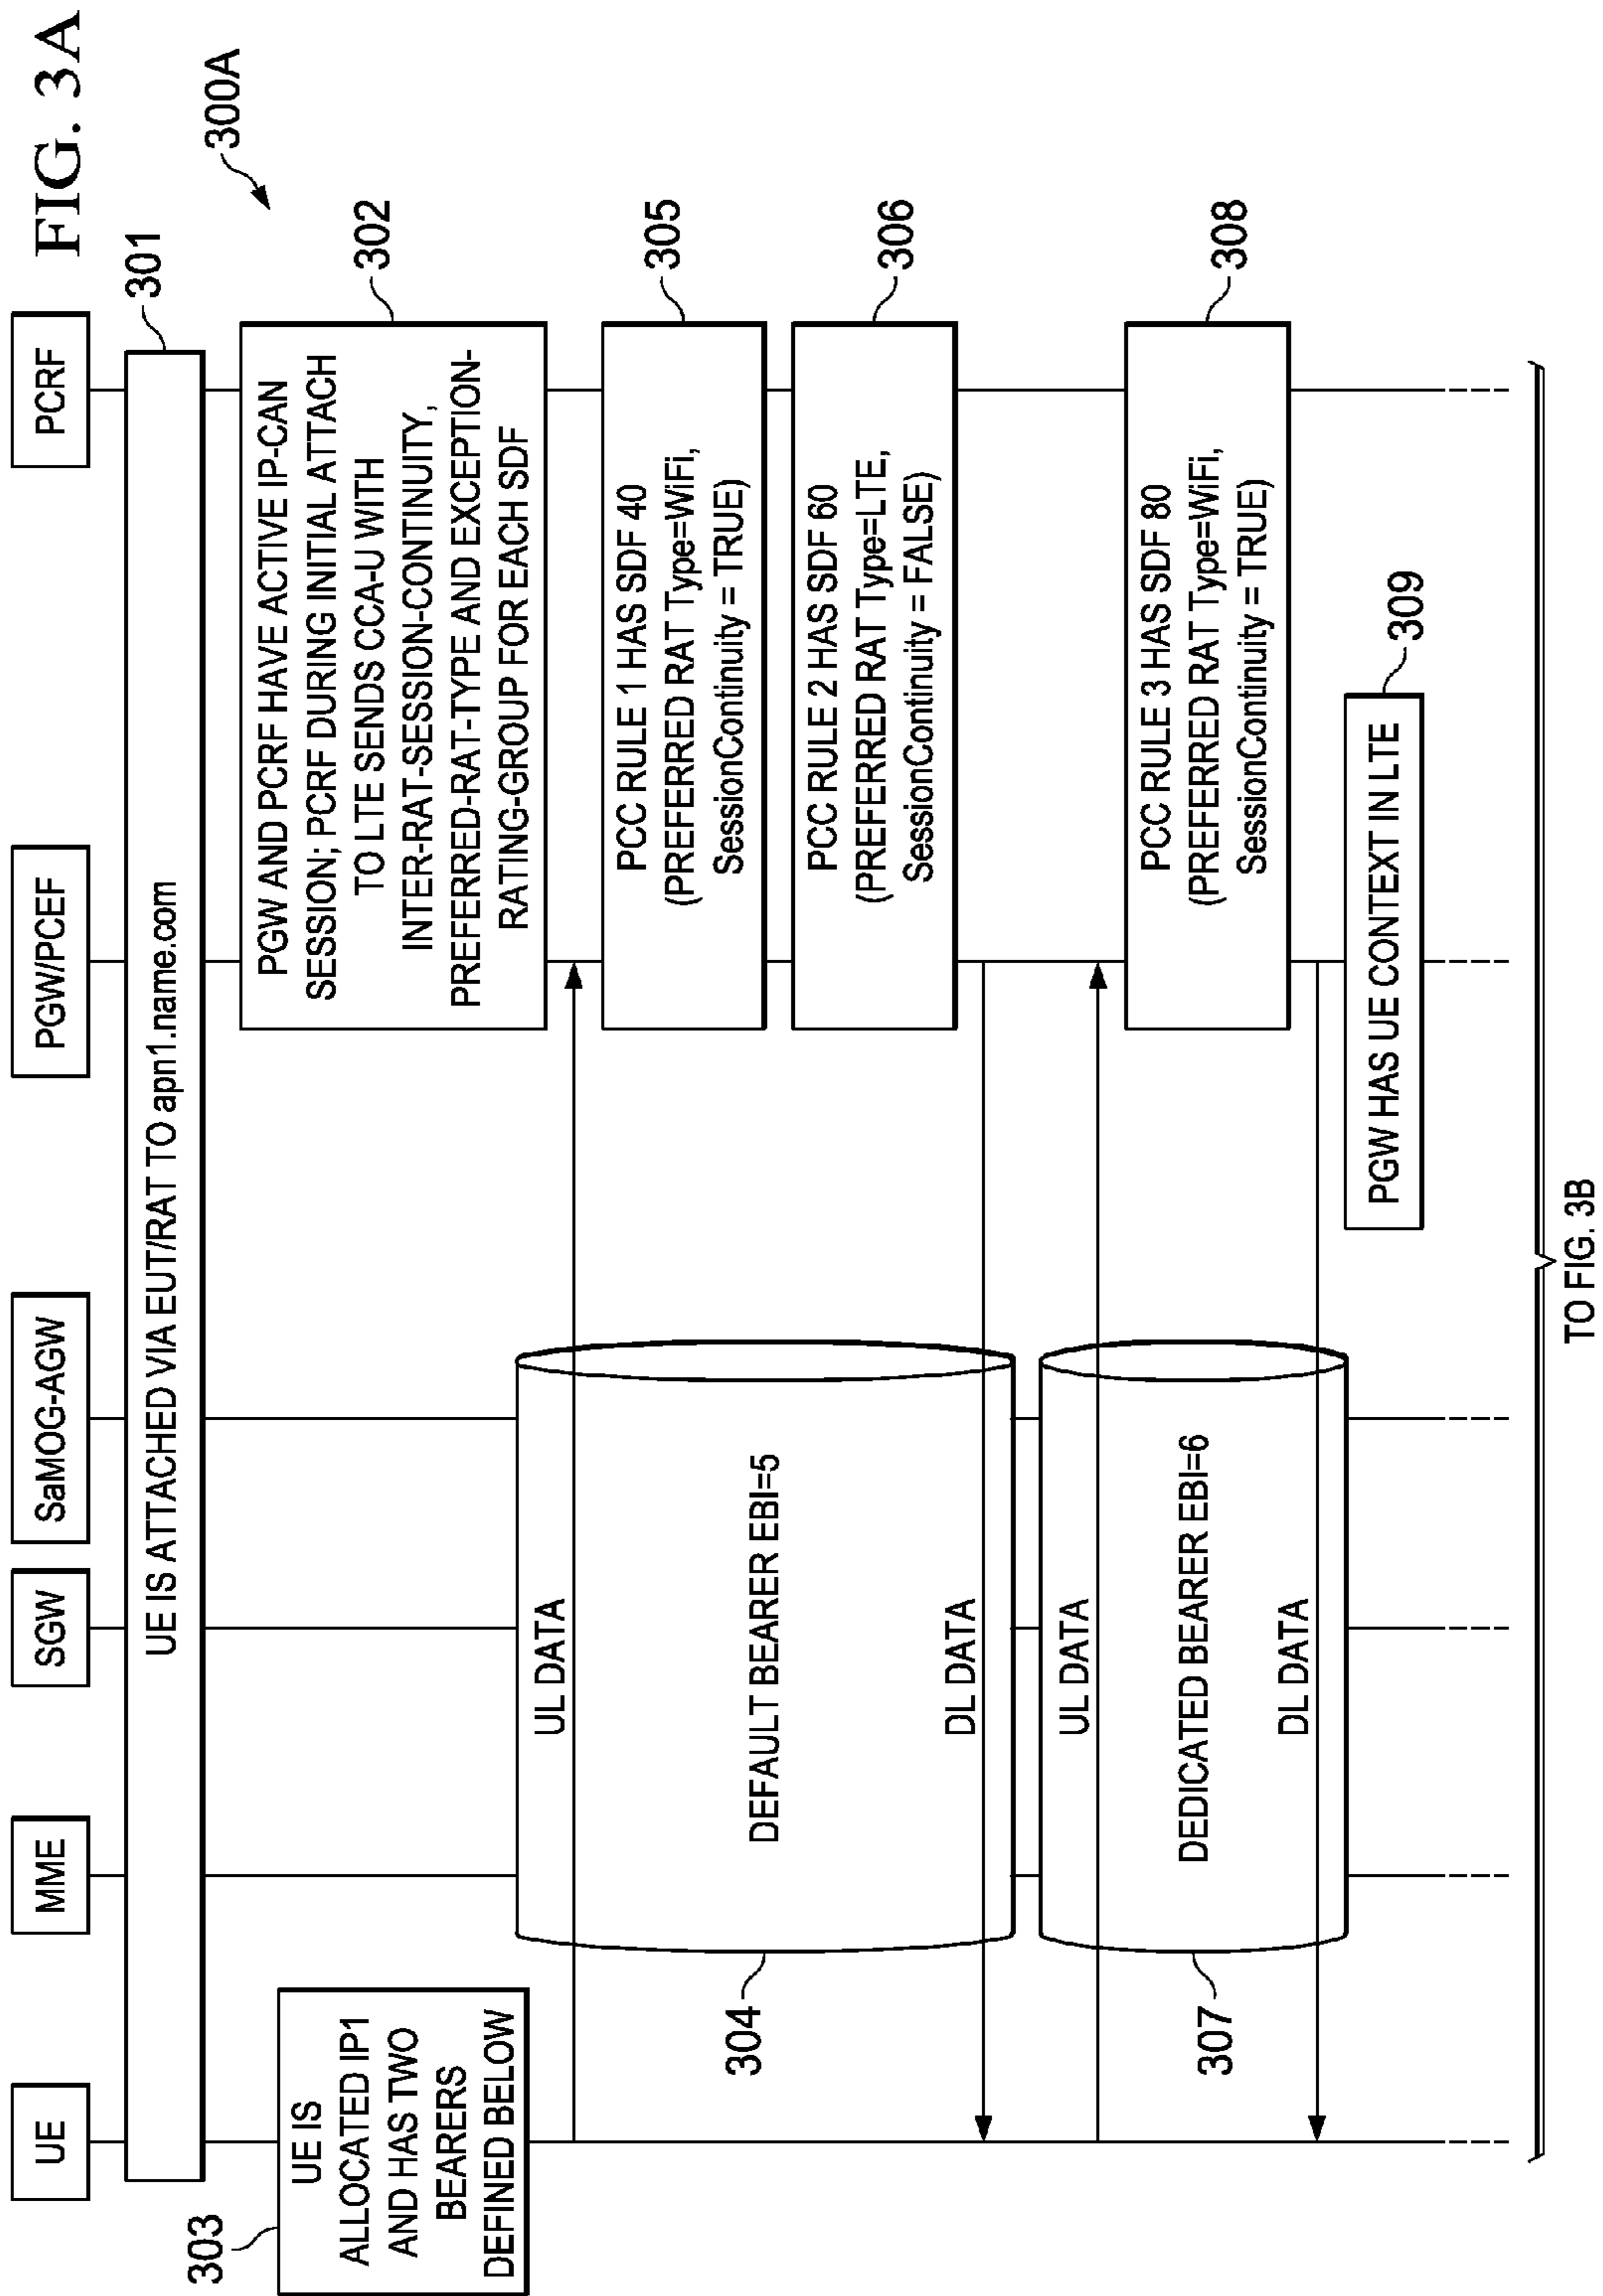 FIG. 3A
300A
UE
MME
SGW
SaMOG-AGW
PGW/PCEF
PCRF
301
UE IS ATTACHED VIA EUT/RAT TO apn1.name.com
302
PGW AND PCRF HAVE ACTIVE IP-CAN
SESSION; PCRF DURING INITIAL ATTACH
TO LTE SENDS CCA-U WITH
INTER-RAT-SESSION-CONTINUITY,
PREFERRED-RAT-TYPE AND EXCEPTION-
RATING-GROUP FOR EACH SDF
303
UE IS
ALLOCATED IP1
AND HAS TWO
BEARERS
DEFINED BELOW
UL DATA
304
DEFAULT BEARER EBI=5
DL DATA
305
PCC RULE 1 HAS SDF 40
(PREFERRED RAT Type=WiFi,
SessionContinuity = TRUE)
306
PCC RULE 2 HAS SDF 60
(PREFERRED RAT Type=LTE,
SessionContinuity = FALSE)
UL DATA
307
DEDICATED BEARER EBI=6
DL DATA
308
PCC RULE 3 HAS SDF 80
(PREFERRED RAT Type=WiFi,
SessionContinuity = TRUE)
309
PGW HAS UE CONTEXT IN LTE
TO FIG. 3B